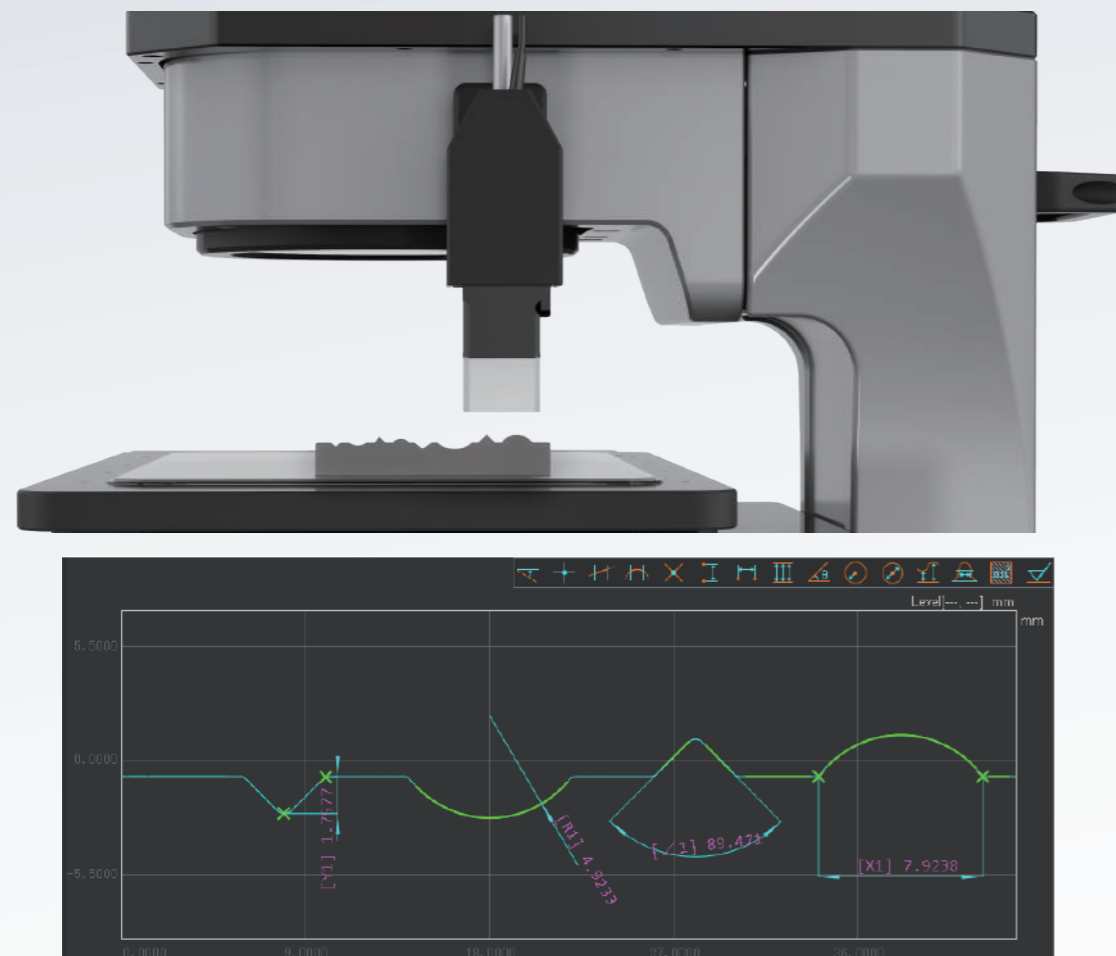 Level[---, ---] mm
mm
5.5000
0.0000
-5.5000
[Y1] 1.7577
[R1] 4.9233
[∠1] 89.471
[X1] 7.9238
0.0000
9.0000
18.0000
27.0000
36.0000